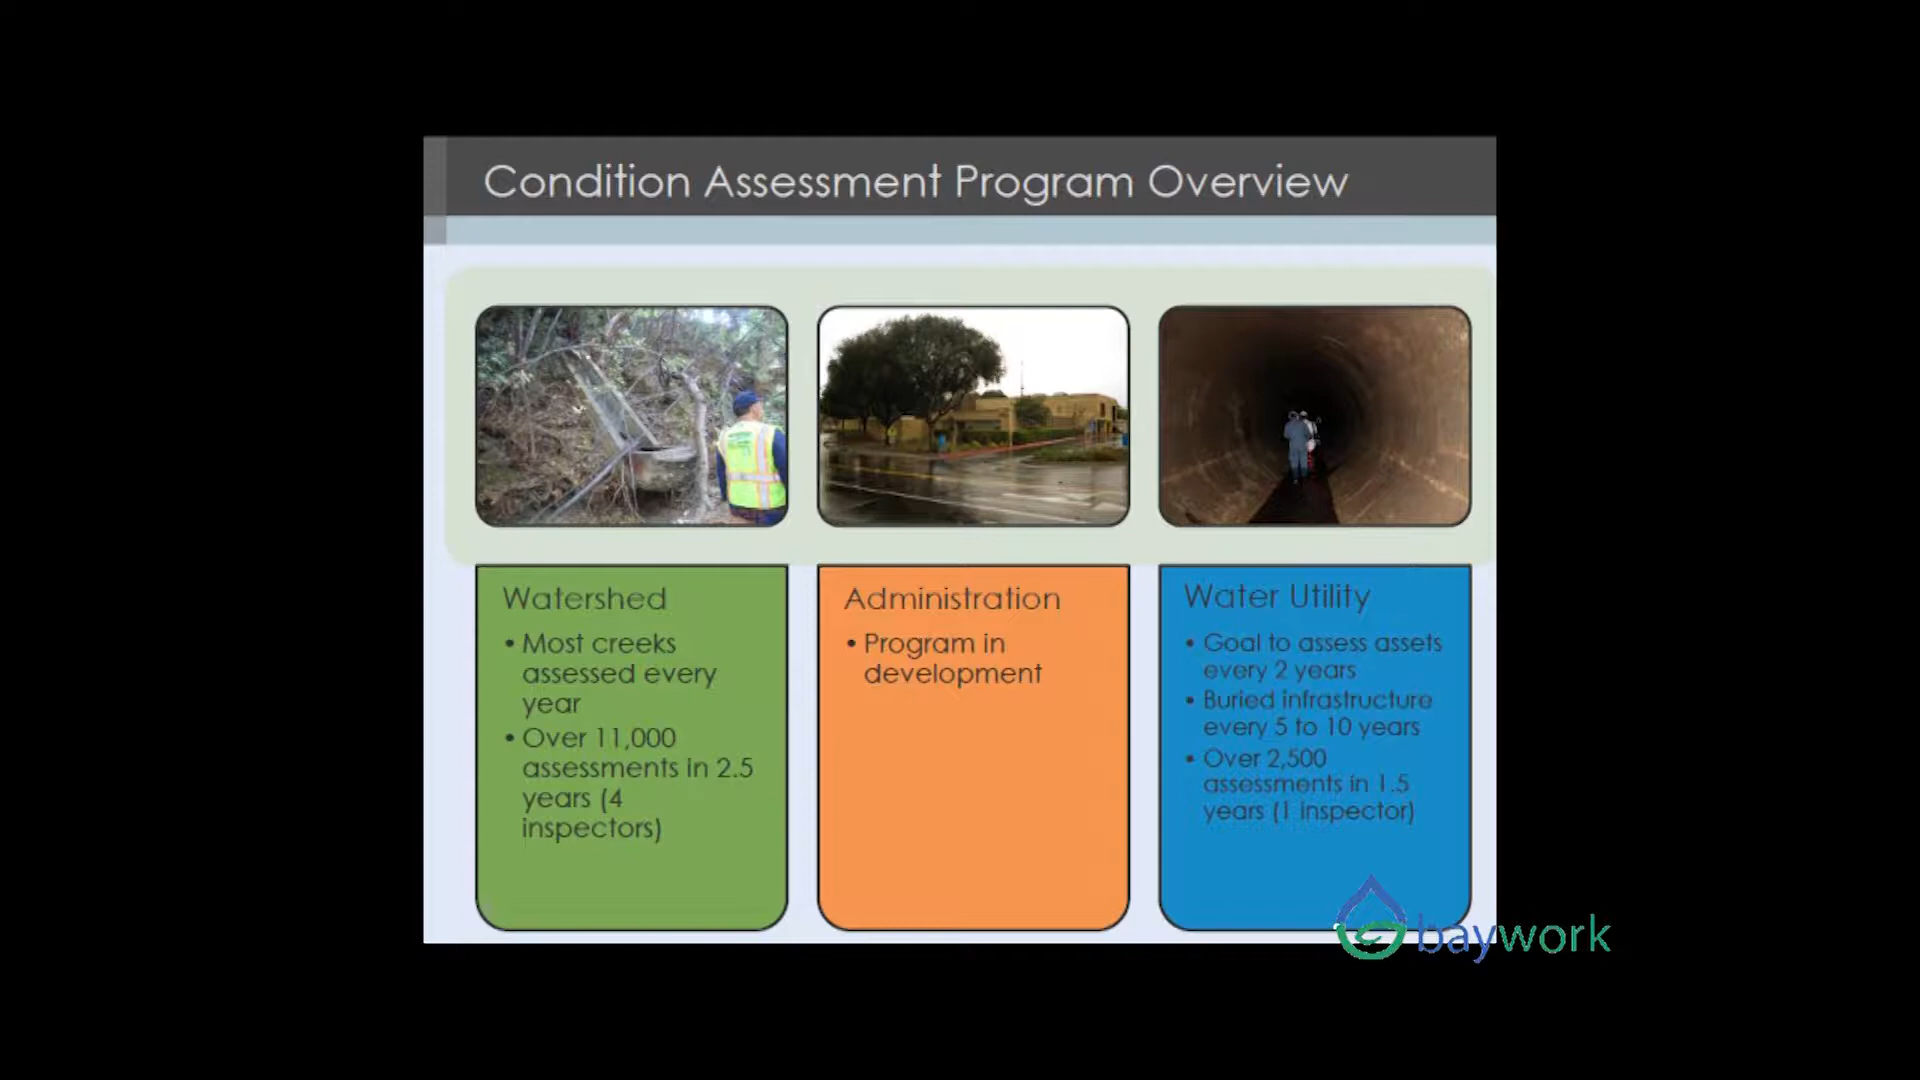 Condition Assessment Program Overview
Watershed
• Most creeks
assessed every
year
• Over 11,000
assessments in 2.5
years (4
inspectors)
Administration
• Program in
development
Water Utility
• Goal to assess assets
every 2 years
• Buried infrastructure
every 5 to 10 years
• Over 2,500
assessments in 1.5
years (1 inspector)
baywork